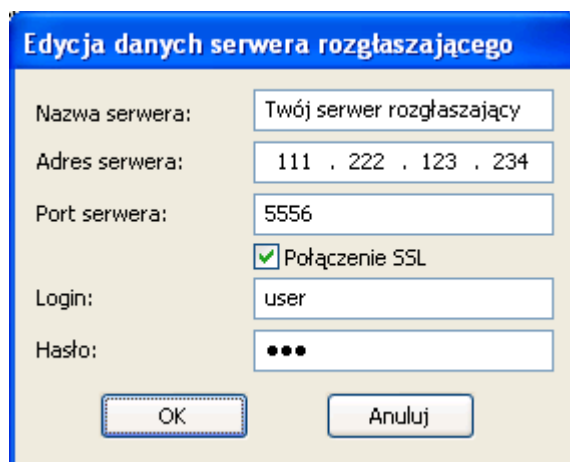 Edycja danych serwera rozgłaszającego
Nazwa serwera: Twój serwer rozgłaszający
Adres serwera: 111 . 222 . 123 . 234
Port serwera: 5556
Połączenie SSL
Login: user
Hasło: ●●●
OK Anuluj